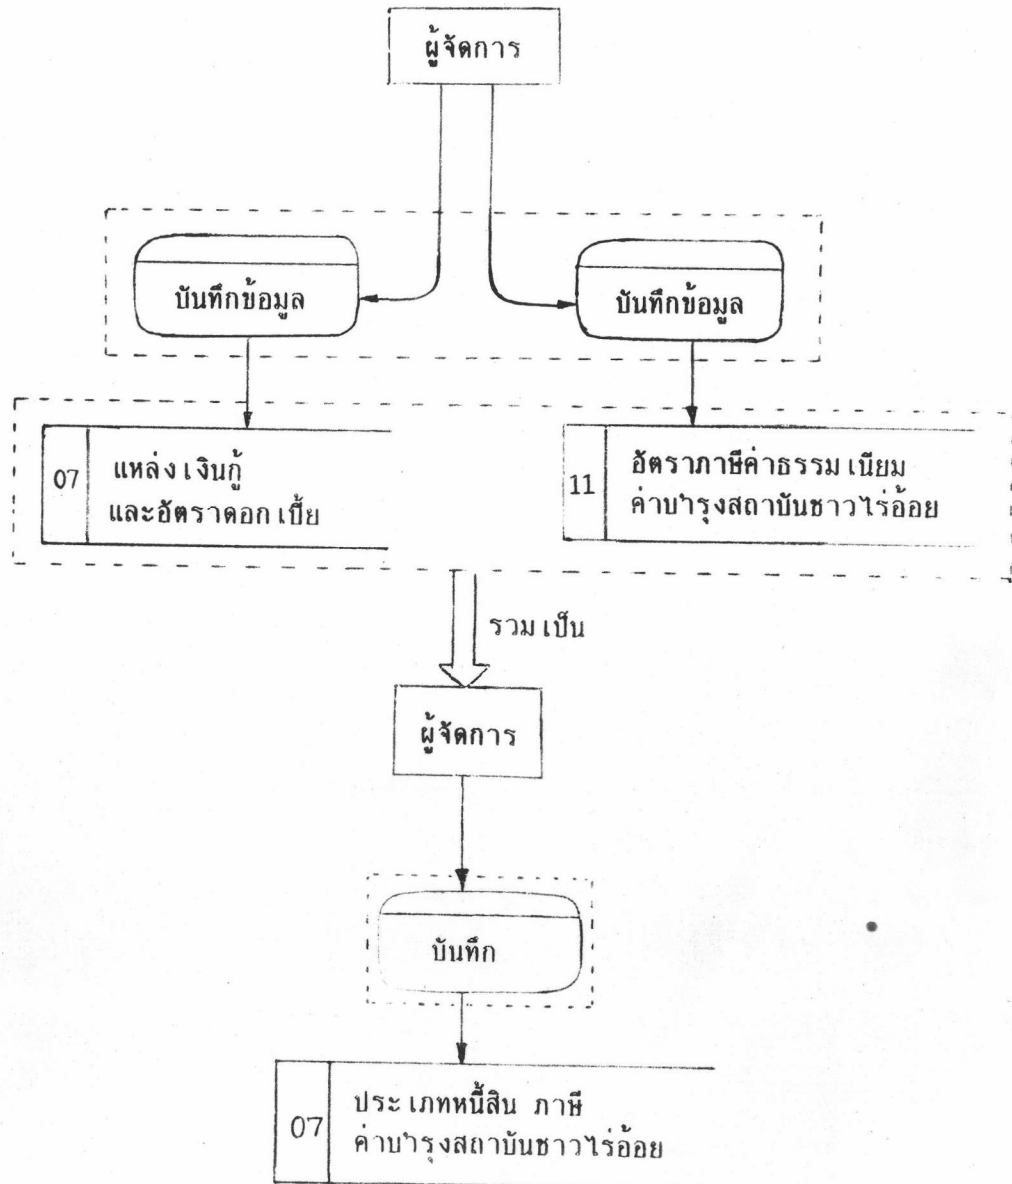 ผู้จัดการ
บันทึกข้อมูล
บันทึกข้อมูล
07
แหล่งเงินกู้
และอัตราดอกเบี้ย
11
อัตราภาษีค่าธรรมเนียม
ค่าบำรุงสถาบันชาวไร่อ้อย
รวมเป็น
ผู้จัดการ
บันทึก
07
ประเภทหนี้สิน ภาษี
ค่าบำรุงสถาบันชาวไร่อ้อย